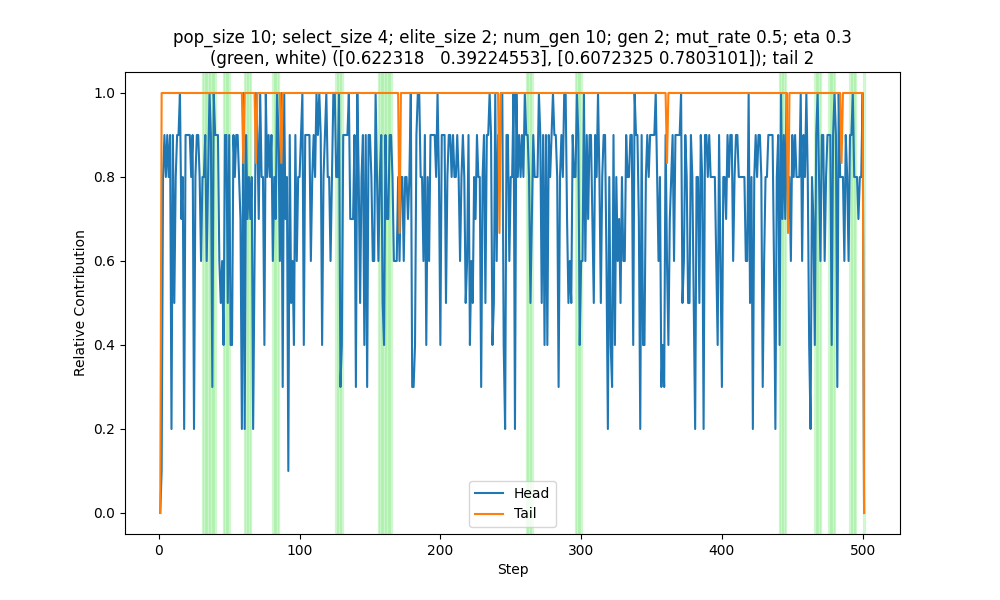 pop_size 10; select_size 4; elite_size 2; num_gen 10; gen 2; mut_rate 0.5; eta 0.3
(green, white) ([0.622318   0.39224553], [0.6072325 0.7803101]); tail 2
1.0
0.8
0.6
0.4
0.2
0.0
Relative Contribution
Head
Tail
0
100
200
300
400
500
Step